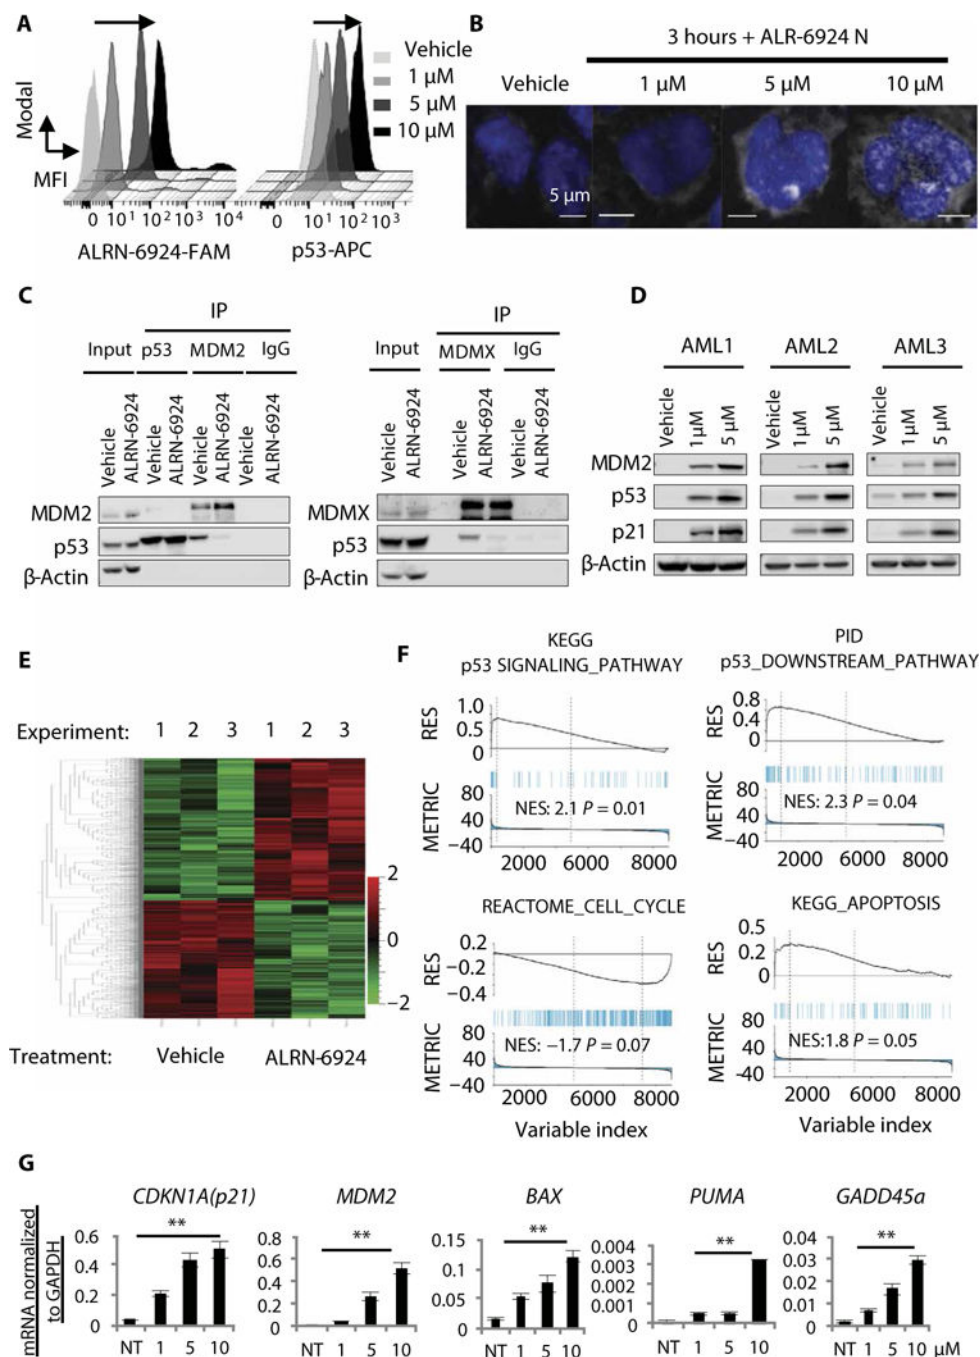 A
Vehicle
1 µM
5 µM
10 µM
Modal
MFI
0 10¹ 10² 10³ 10⁴
0 10¹ 10² 10³
ALRN-6924-FAM
p53-APC
B
3 hours + ALR-6924 N
Vehicle 1 µM 5 µM 10 µM
5 µm
C
IP
Input p53 MDM2 IgG
Vehicle ALRN-6924 Vehicle ALRN-6924 Vehicle ALRN-6924 Vehicle ALRN-6924
MDM2
p53
β-Actin
IP
Input MDMX IgG
Vehicle ALRN-6924 Vehicle ALRN-6924 Vehicle ALRN-6924
MDMX
p53
β-Actin
D
AML1 AML2 AML3
Vehicle 1 µM 5 µM Vehicle 1 µM 5 µM Vehicle 1 µM 5 µM
MDM2
p53
p21
β-Actin
E
Experiment: 1 2 3 1 2 3
2
0
−2
Treatment: Vehicle ALRN-6924
F
KEGG
p53 SIGNALING_PATHWAY
RES
1.0
0.5
0
METRIC
80
40
−40
NES: 2.1 P = 0.01
2000 6000 8000
PID
p53_DOWNSTREAM_PATHWAY
RES
0.8
0.4
0
METRIC
80
40
−40
NES: 2.3 P = 0.04
2000 6000 8000
REACTOME_CELL_CYCLE
RES
0.2
−0.2
−0.4
METRIC
80
40
−40
NES: −1.7 P = 0.07
2000 6000 8000
Variable index
KEGG_APOPTOSIS
RES
0.3
0
METRIC
80
40
-40
NES:1.8 P = 0.05
2000 6000 8000
Variable index
G
mRNA normalized
to GAPDH
CDKN1A(p21)
**
0.6
0.4
0.2
0
NT 1 5 10
MDM2
**
0.8
0.6
0.4
0.2
0
NT 1 5 10
BAX
**
0.15
0.10
0.05
0
NT 1 5 10
PUMA
**
0.004
0.003
0.002
0.001
0
NT 1 5 10
GADD45a
**
0.04
0.03
0.02
0.01
0
NT 1 5 10 µM